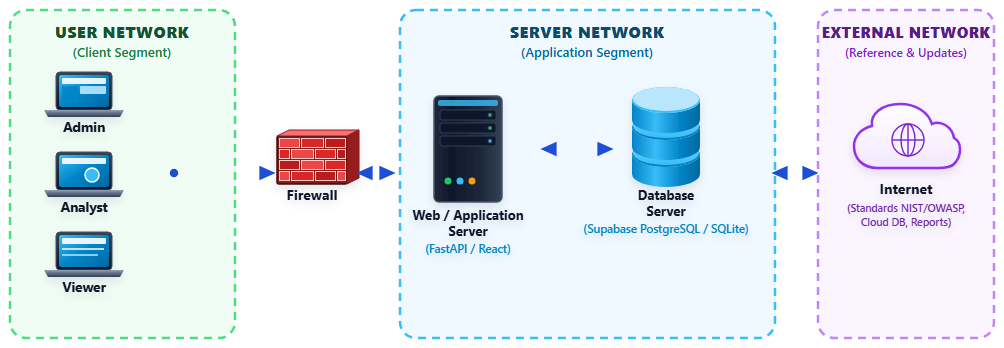 USER NETWORK
(Client Segment)
Admin
Analyst
Viewer
Firewall
SERVER NETWORK
(Application Segment)
Web / Application
Server
(FastAPI / React)
Database
Server
(Supabase PostgreSQL / SQLite)
EXTERNAL NETWORK
(Reference & Updates)
Internet
(Standards NIST/OWASP,
Cloud DB, Reports)